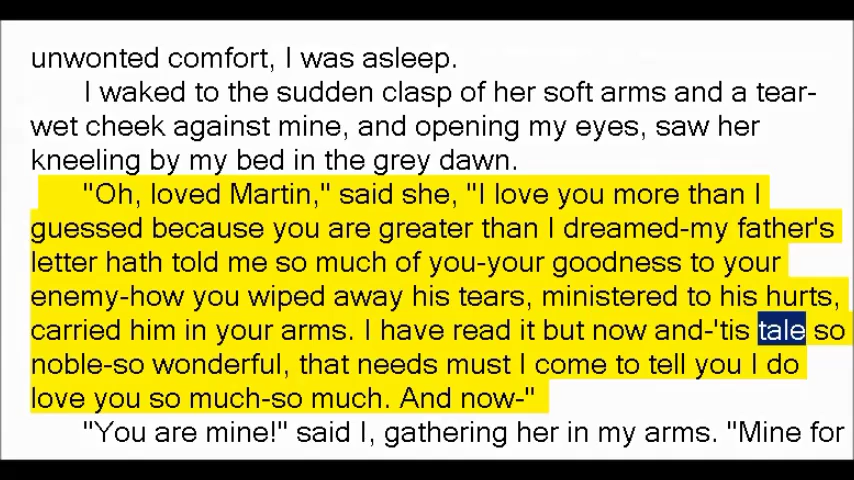 unwonted comfort, I was asleep.
I waked to the sudden clasp of her soft arms and a tear-
wet cheek against mine, and opening my eyes, saw her
kneeling by my bed in the grey dawn.
"Oh, loved Martin," said she, "I love you more than I
guessed because you are greater than I dreamed-my father's
letter hath told me so much of you-your goodness to your
enemy-how you wiped away his tears, ministered to his hurts,
carried him in your arms. I have read it but now and-'tis tale so
noble-so wonderful, that needs must I come to tell you I do
love you so much-so much. And now-"
"You are mine!" said I, gathering her in my arms. "Mine for